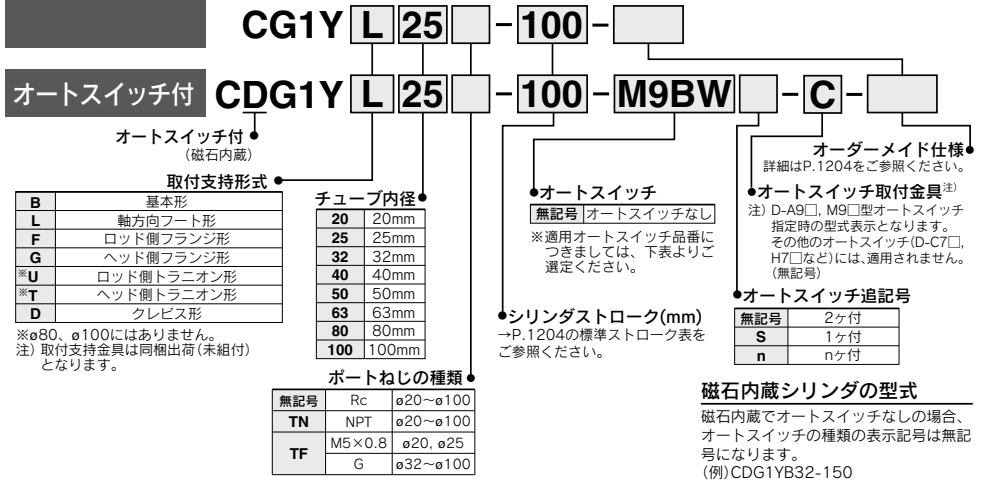 CG1Y L 25 -100-
オートスイッチ付 CDG1Y L 25 -100-M9BW -C-
オートスイッチ付
(磁石内蔵)
取付支持形式
B 基本形
L 軸方向フート形
F ロッド側フランジ形
G ヘッド側フランジ形
※U ロッド側トラニオン形
※T ヘッド側トラニオン形
D クレビス形
※ø80、ø100にはありません。
注) 取付支持金具は同梱出荷(未組付)
となります。
チューブ内径
20 20mm
25 25mm
32 32mm
40 40mm
50 50mm
63 63mm
80 80mm
100 100mm
ポートねじの種類
無記号 Rc ø20〜ø100
TN NPT ø20〜ø100
TF M5×0.8 ø20, ø25
G ø32〜ø100
オートスイッチ
無記号 オートスイッチなし
※適用オートスイッチ品番に
つきましては、下表よりご
選定ください。
シリンダストローク(mm)
→P.1204の標準ストローク表を
ご参照ください。
オーダーメイド仕様
詳細はP.1204をご参照ください。
オートスイッチ取付金具注)
注) D-A9□, M9□型オートスイッチ
指定時の型式表示となります。
その他のオートスイッチ(D-C7□,
H7□など)には、適用されません。
(無記号)
オートスイッチ追記号
無記号 2ヶ付
S 1ヶ付
n nヶ付
磁石内蔵シリンダの型式
磁石内蔵でオートスイッチなしの場合、
オートスイッチの種類の表示記号は無記
号になります。
(例)CDG1YB32-150